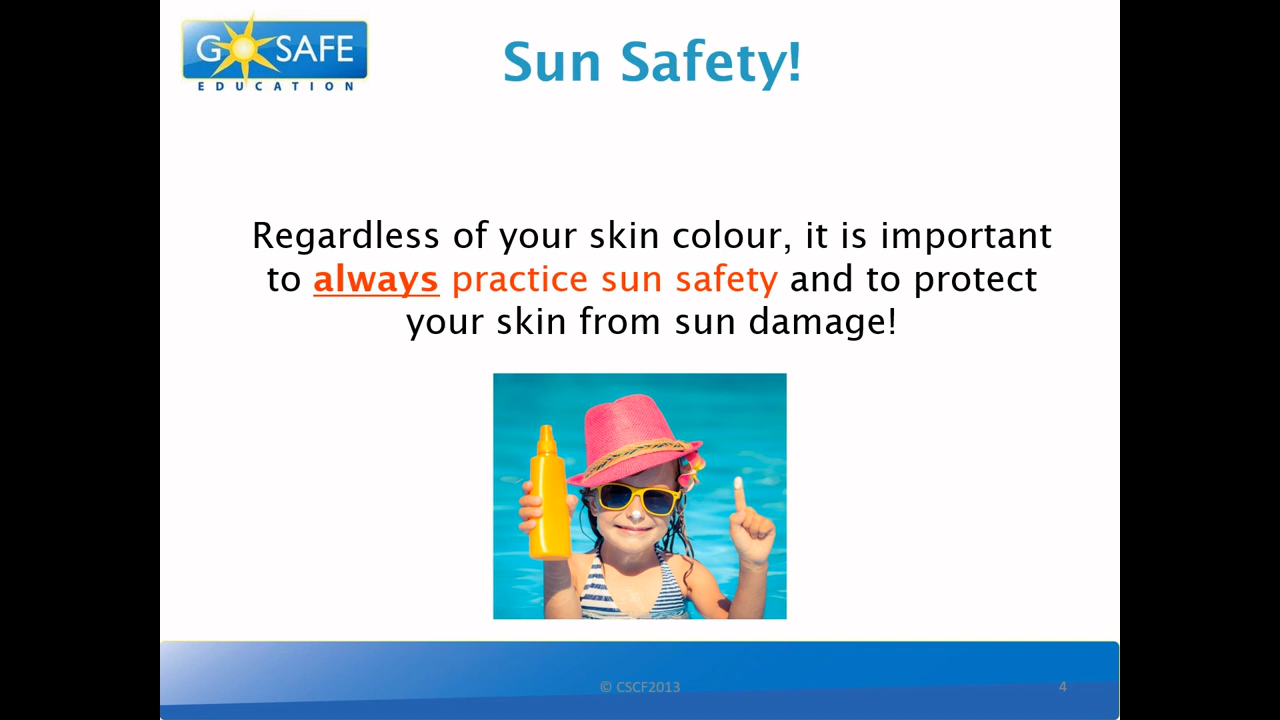 GO SAFE
EDUCATION
Sun Safety!
Regardless of your skin colour, it is important
to always practice sun safety and to protect
your skin from sun damage!
© CSCF2013
4